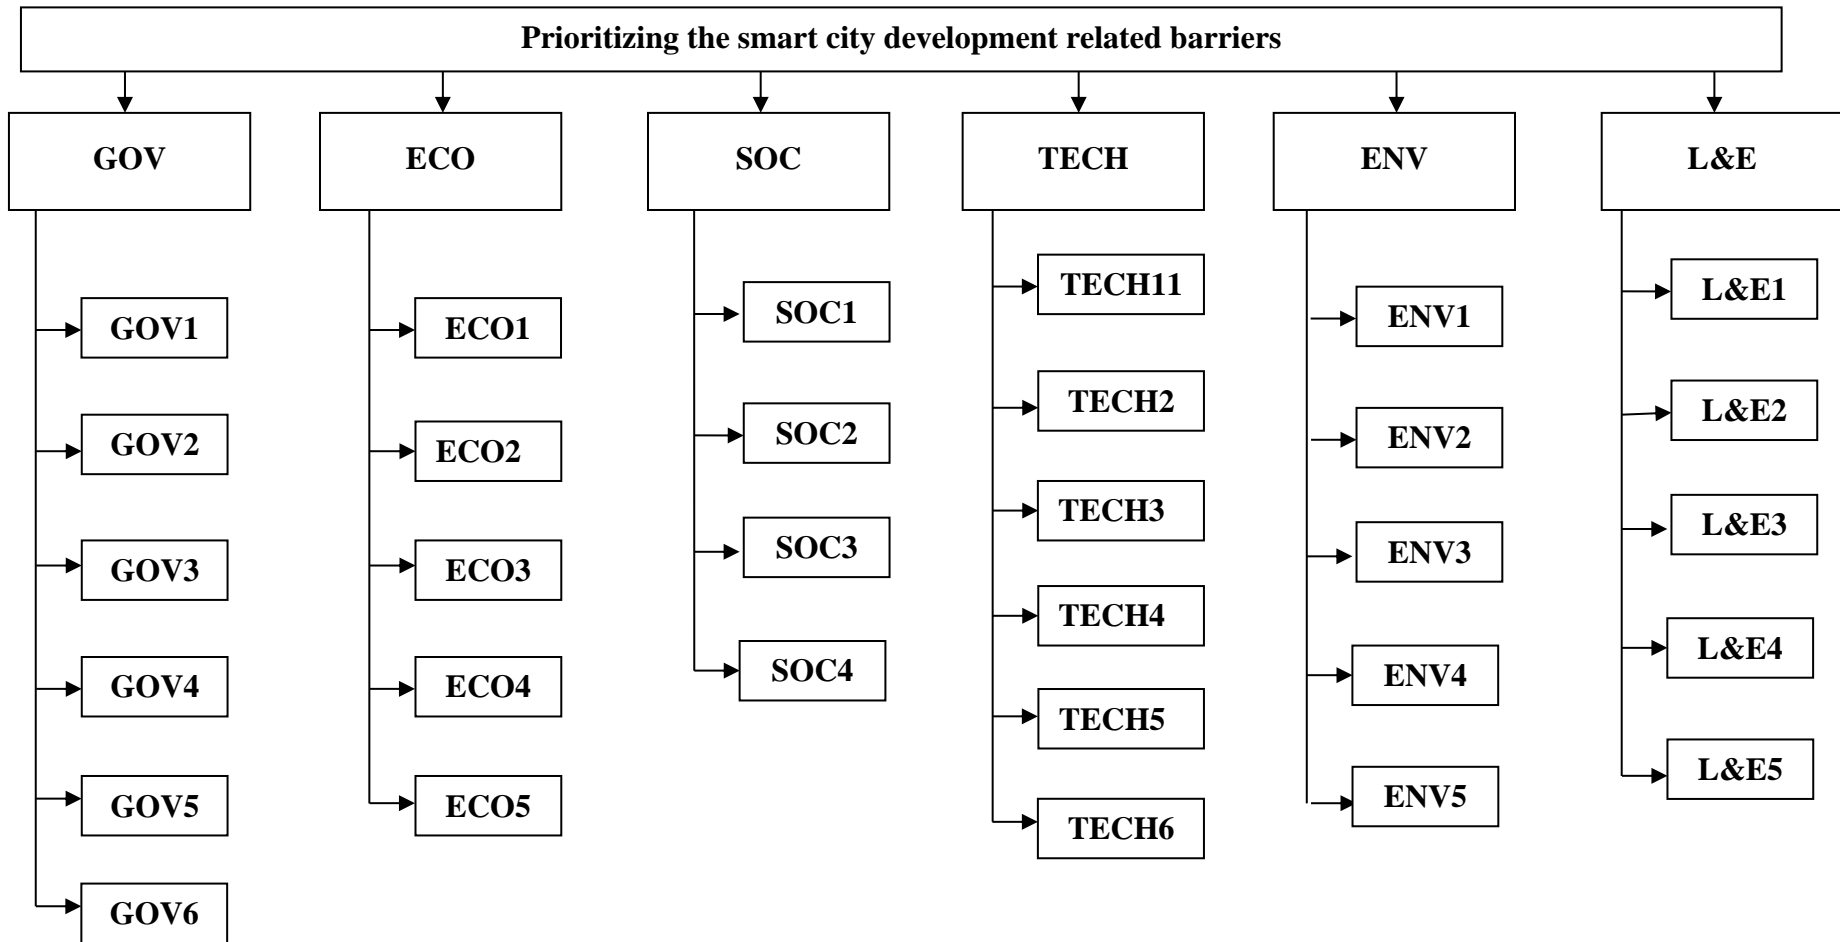 Prioritizing the smart city development related barriers
GOV
ECO
SOC
TECH
ENV
L&E
GOV1
GOV2
GOV3
GOV4
GOV5
GOV6
ECO1
ECO2
ECO3
ECO4
ECO5
SOC1
SOC2
SOC3
SOC4
TECH11
TECH2
TECH3
TECH4
TECH5
TECH6
ENV1
ENV2
ENV3
ENV4
ENV5
L&E1
L&E2
L&E3
L&E4
L&E5